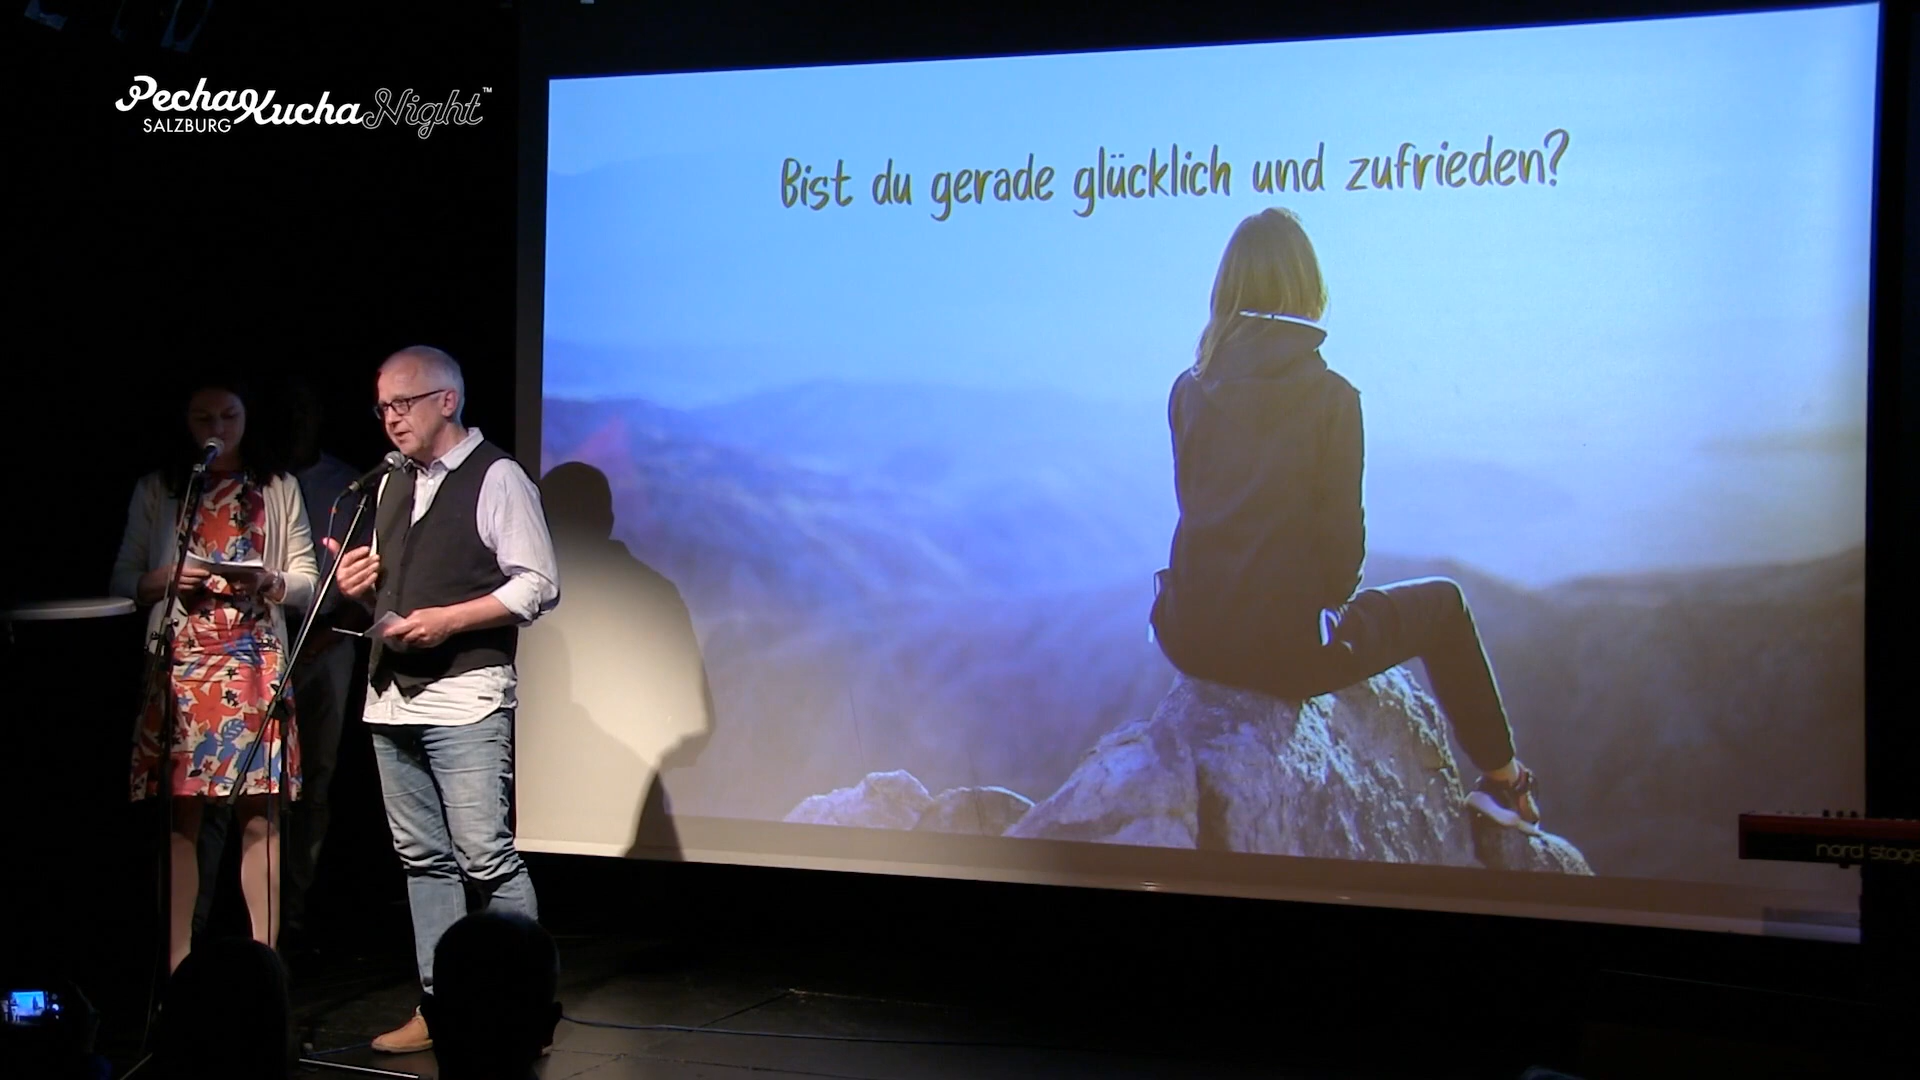 PechaKucha Night™
SALZBURG
Bist du gerade glücklich und zufrieden?
nord stage